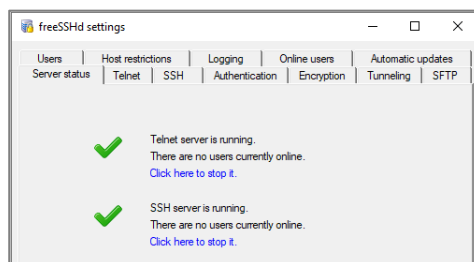 freeSSHd settings
Users Host restrictions Logging Online users Automatic updates
Server status Telnet SSH Authentication Encryption Tunneling SFTP
Telnet server is running.
There are no users currently online.
Click here to stop it.
SSH server is running.
There are no users currently online.
Click here to stop it.